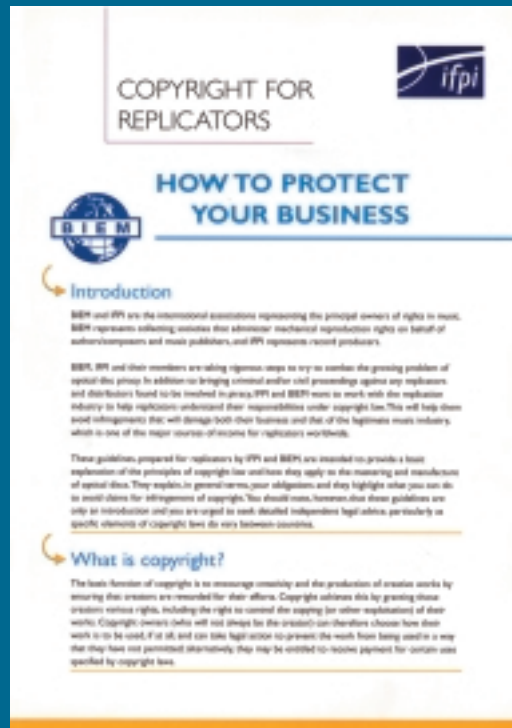 COPYRIGHT FOR
REPLICATORS
ifpi
HOW TO PROTECT
YOUR BUSINESS
BIEM
Introduction
BIEM and IFPI are the international associations representing the principal owners of rights in music.
BIEM represents collecting societies that administer mechanical reproduction rights on behalf of
authors/composers and music publishers, and IFPI represents record producers.
BIEM, IFPI and their members are taking rigorous steps to try to combat the growing problem of
optical disc piracy. In addition to bringing criminal and/or civil proceedings against any replicators
and distributors found to be involved in piracy, IFPI and BIEM want to work with the replication
industry to help replicators understand their responsibilities under copyright law. This will help them
avoid infringements that will damage both their business and that of the legitimate music industry,
which is one of the major sources of income for replicators worldwide.
These guidelines, prepared for replicators by IFPI and BIEM, are intended to provide a basic
explanation of the principles of copyright law and how they apply to the mastering and manufacture
of optical discs. They explain, in general terms, your obligations and they highlight what you can do
to avoid claims for infringement of copyright. You should note, however, that these guidelines are
only an introduction and you are urged to seek detailed independent legal advice, particularly as
specific elements of copyright laws do vary between countries.
What is copyright?
The basic function of copyright is to encourage creativity and the production of creative works by
ensuring that creators are rewarded for their efforts. Copyright achieves this by granting these
creators various rights, including the right to control the copying (or other exploitation) of their
works. Copyright owners (who will not always be the creator) can therefore choose how their
work is to be used, if at all, and can take legal action to prevent the work from being used in a way
that they have not permitted; alternatively, they may be entitled to receive payment for certain uses
specified by copyright laws.